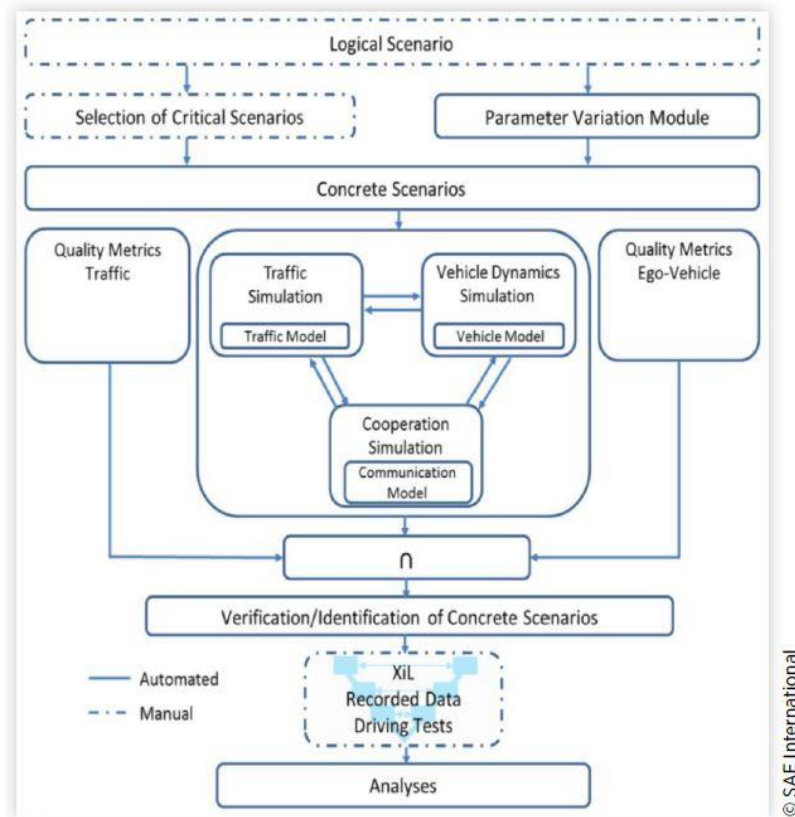 Logical Scenario
Selection of Critical Scenarios
Parameter Variation Module
Concrete Scenarios
Quality Metrics
Traffic
Traffic
Simulation
Traffic Model
Vehicle Dynamics
Simulation
Vehicle Model
Quality Metrics
Ego-Vehicle
Cooperation
Simulation
Communication
Model
∩
Verification/Identification of Concrete Scenarios
Automated
Manual
XiL
Recorded Data
Driving Tests
Analyses
© SAE International